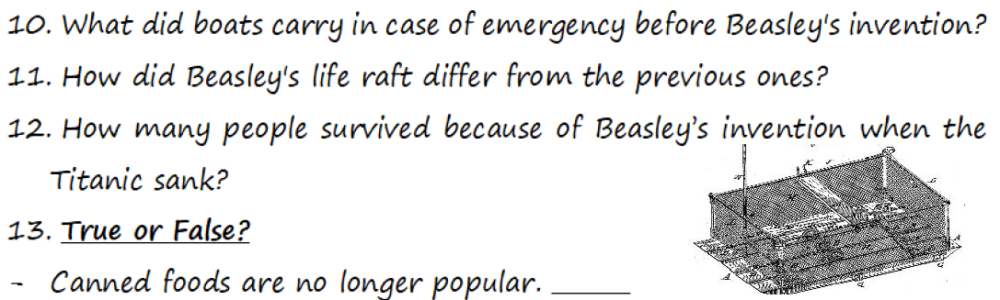 10. What did boats carry in case of emergency before Beasley's invention?
11. How did Beasley's life raft differ from the previous ones?
12. How many people survived because of Beasley’s invention when the
Titanic sank?
13. True or False?
- Canned foods are no longer popular. ______